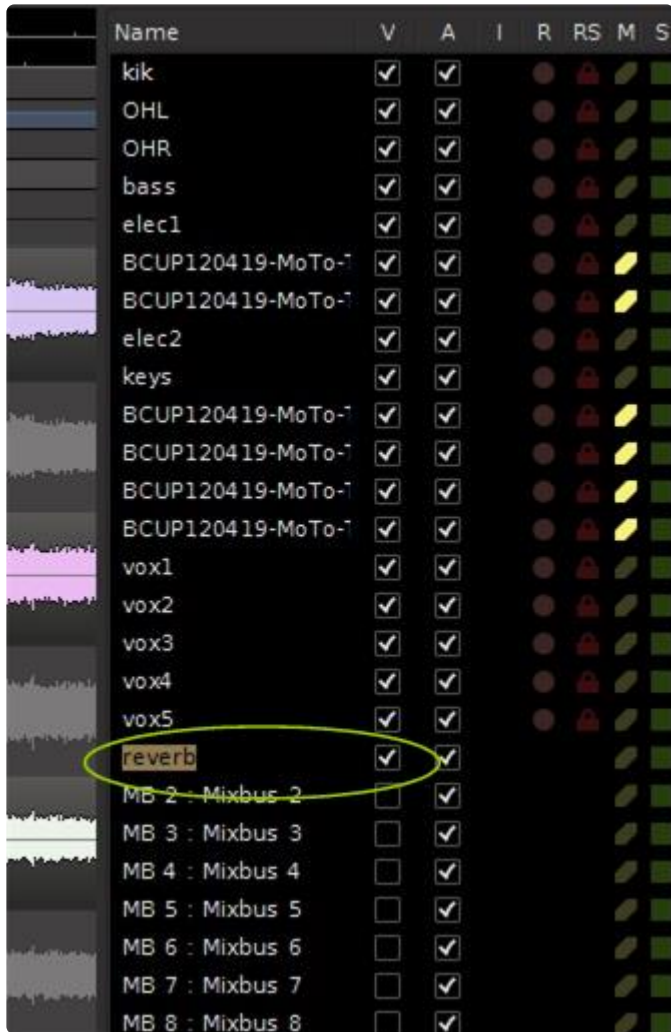 Name V A I R RS M S
kik
OHL
OHR
bass
elec1
BCUP120419-MoTo-T
BCUP120419-MoTo-T
elec2
keys
BCUP120419-MoTo-T
BCUP120419-MoTo-T
BCUP120419-MoTo-T
BCUP120419-MoTo-T
vox1
vox2
vox3
vox4
vox5
reverb
MB 2 : Mixbus 2
MB 3 : Mixbus 3
MB 4 : Mixbus 4
MB 5 : Mixbus 5
MB 6 : Mixbus 6
MB 7 : Mixbus 7
MB 8 : Mixbus 8